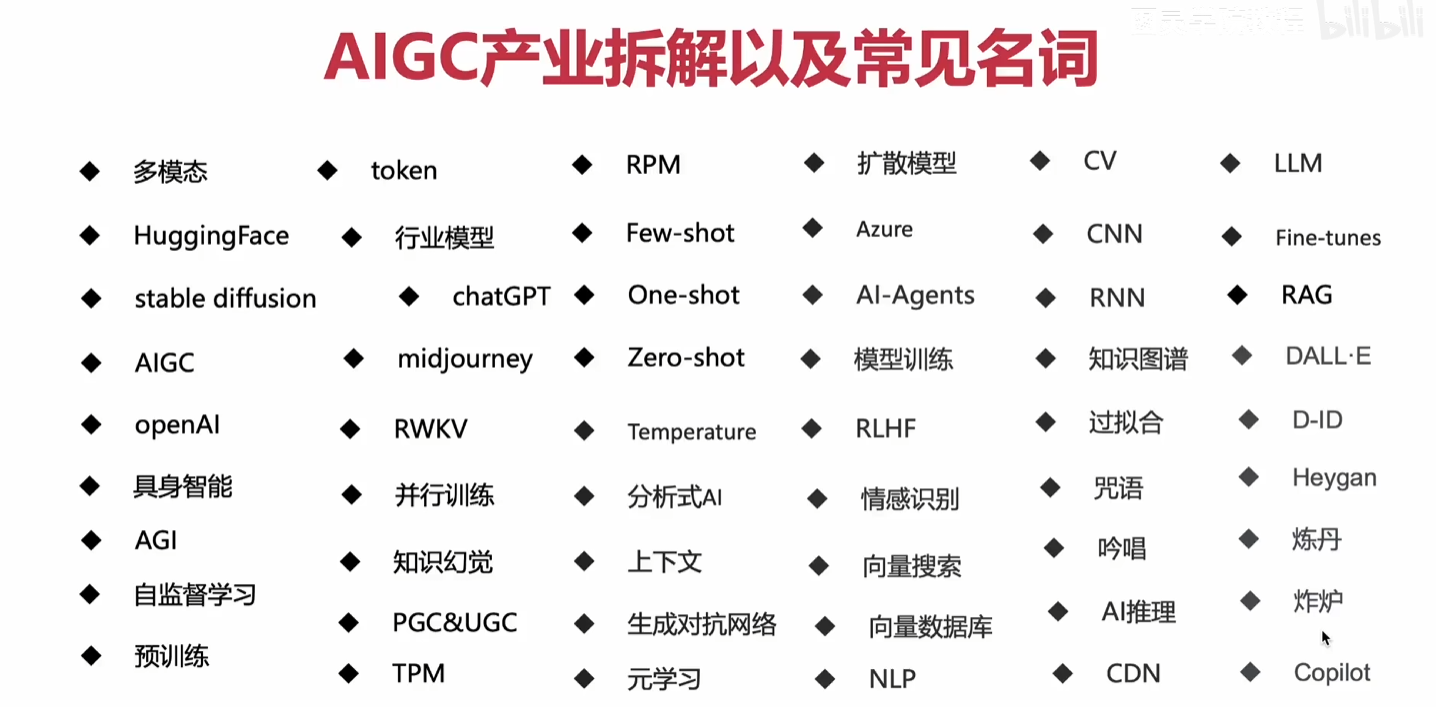 bilibili
AIGC产业拆解以及常见名词
多模态
HuggingFace
stable diffusion
AIGC
openAI
具身智能
AGI
自监督学习
预训练
token
行业模型
chatGPT
midjourney
RWKV
并行训练
知识幻觉
PGC&UGC
TPM
RPM
Few-shot
One-shot
Zero-shot
Temperature
分析式AI
上下文
生成对抗网络
元学习
扩散模型
Azure
AI-Agents
模型训练
RLHF
情感识别
向量搜索
向量数据库
NLP
CV
CNN
RNN
知识图谱
过拟合
咒语
吟唱
AI推理
CDN
LLM
Fine-tunes
RAG
DALL·E
D-ID
Heygan
炼丹
炸炉
Copilot